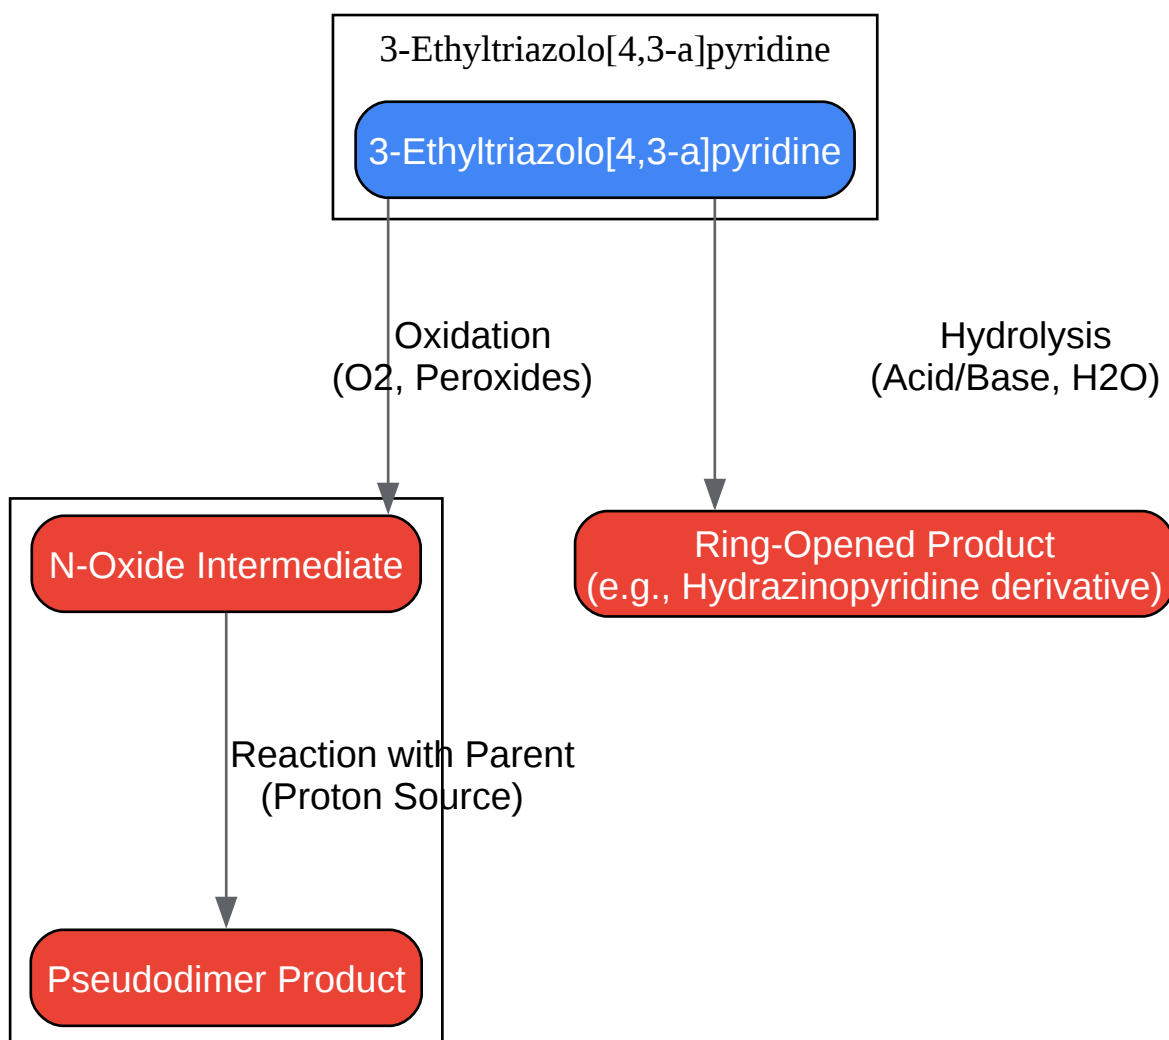 3-Ethyltriazolo[4,3-a]pyridine
3-Ethyltriazolo[4,3-a]pyridine
Oxidation
(O2, Peroxides)
Hydrolysis
(Acid/Base, H2O)
N-Oxide Intermediate
Ring-Opened Product
(e.g., Hydrazinopyridine derivative)
Reaction with Parent
(Proton Source)
Pseudodimer Product